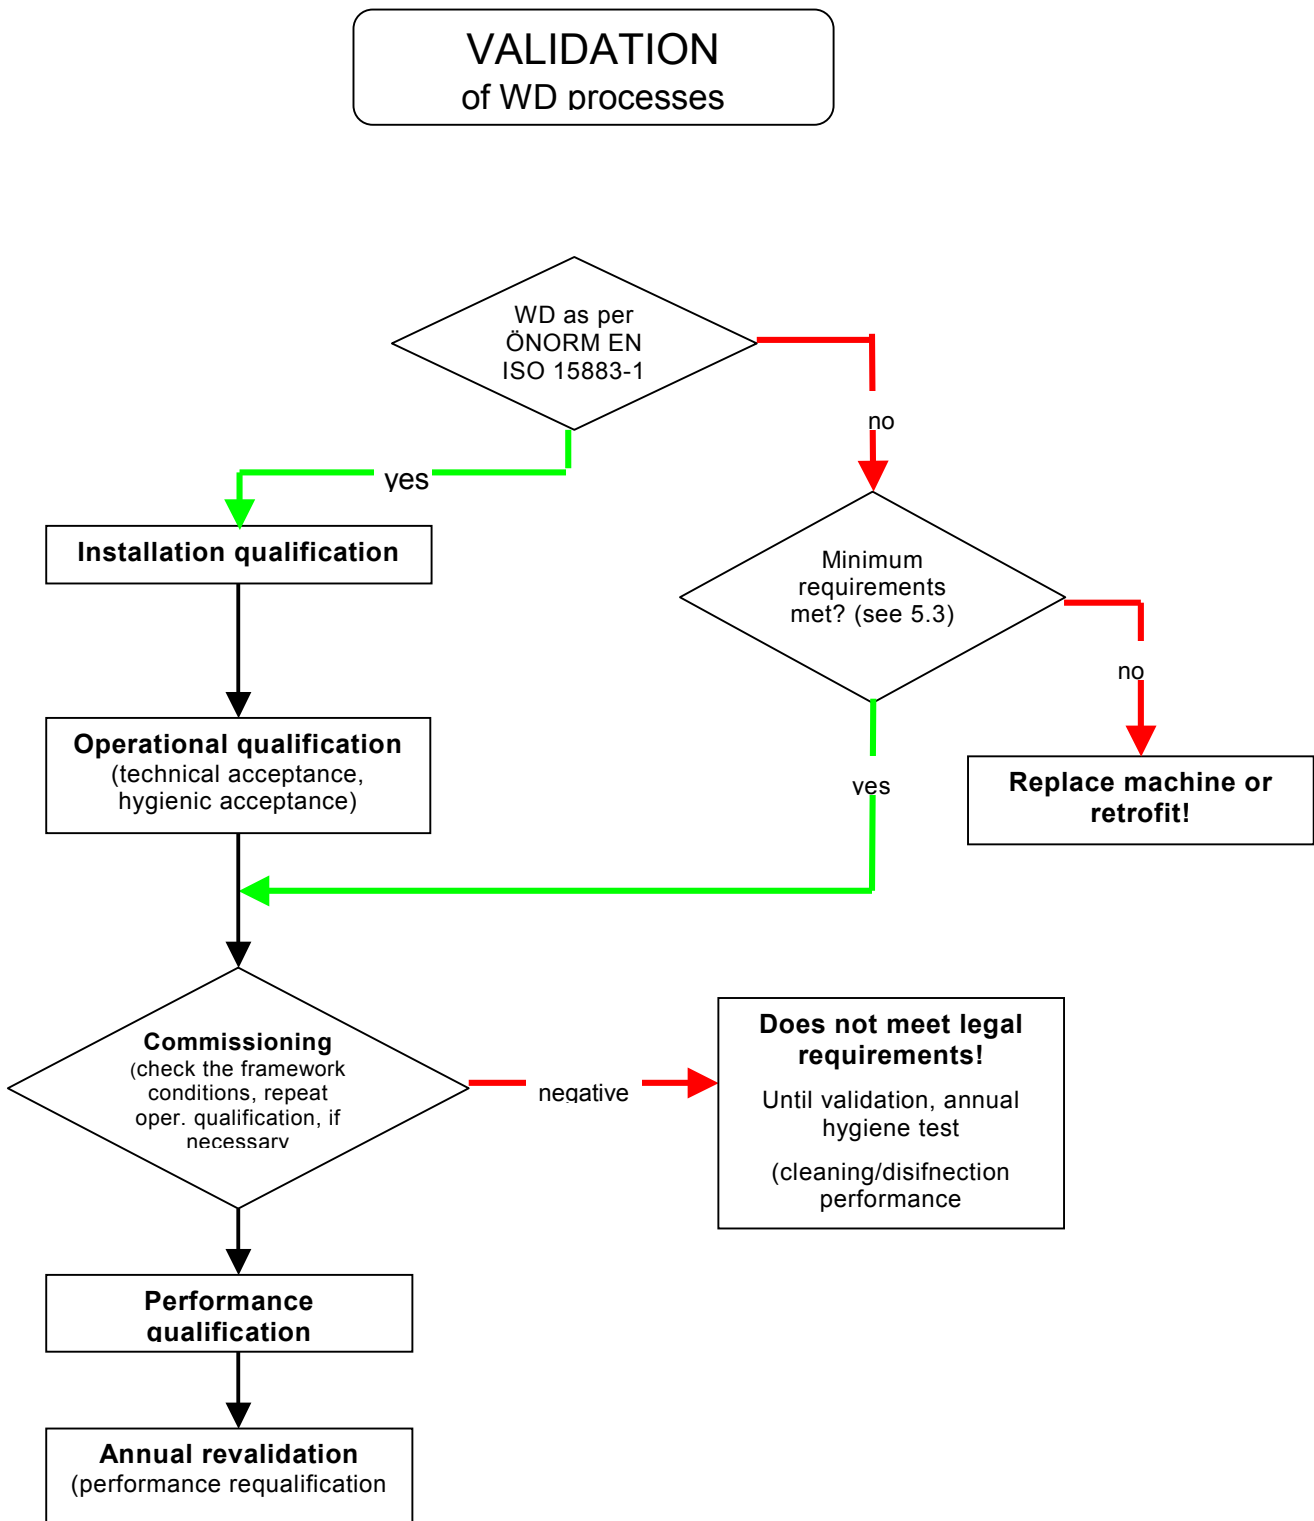 VALIDATION
of WD processes
WD as per
ÖNORM EN
ISO 15883-1
no
yes
Installation qualification
Minimum
requirements
met? (see 5.3)
no
Operational qualification
(technical acceptance,
hygienic acceptance)
yes
Replace machine or
retrofit!
Commissioning
(check the framework
conditions, repeat
oper. qualification, if
necessary
negative
Does not meet legal
requirements!
Until validation, annual
hygiene test
(cleaning/disifnection
performance
Performance
qualification
Annual revalidation
(performance requalification